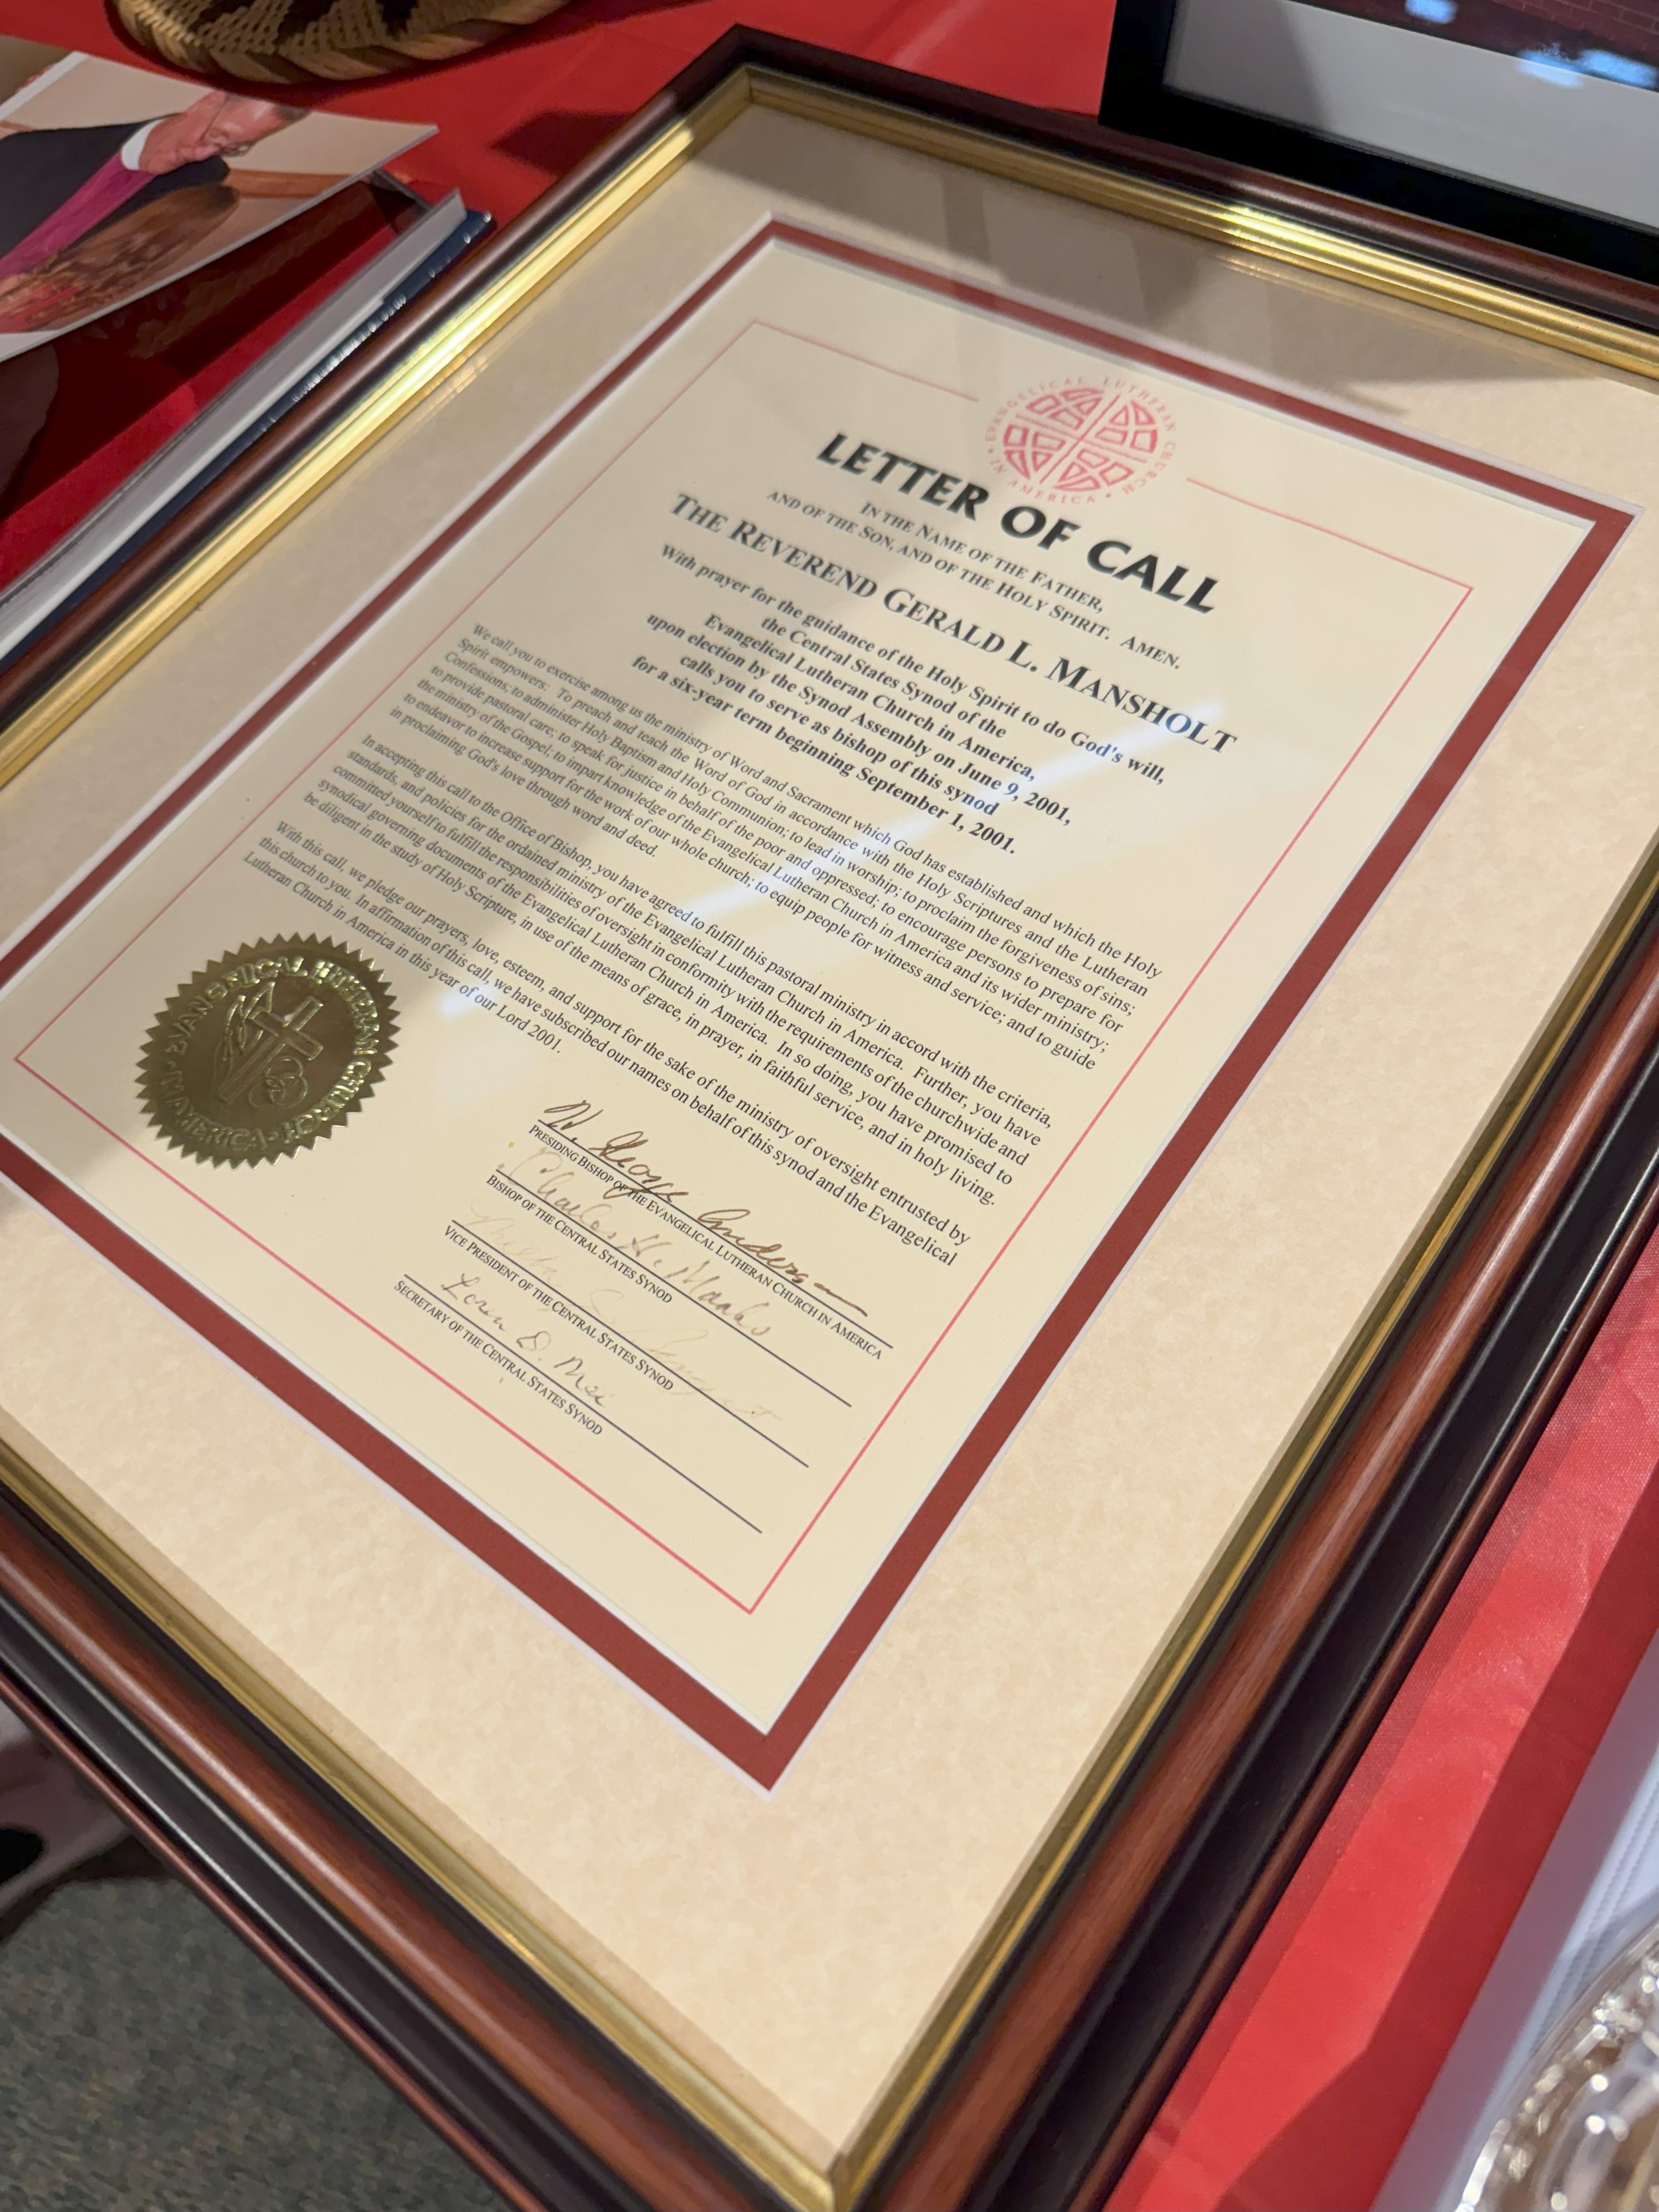 EVANGELICAL LUTHERAN CHURCH
IN AMERICA
LETTER OF CALL
IN THE NAME OF THE FATHER,
AND OF THE SON, AND OF THE HOLY SPIRIT. AMEN.
THE REVEREND GERALD L. MANSHOLT
With prayer for the guidance of the Holy Spirit to do God's will,
the Central States Synod of the
Evangelical Lutheran Church in America,
upon election by the Synod Assembly on June 9, 2001,
calls you to serve as bishop of this synod
for a six-year term beginning September 1, 2001.
We call you to exercise among us the ministry of Word and Sacrament which God has established and which the Holy
Spirit empowers: To preach and teach the Word of God in accordance with the Holy Scriptures and the Lutheran
Confessions; to administer Holy Baptism and Holy Communion; to lead in worship; to proclaim the forgiveness of sins;
to provide pastoral care; to speak for justice in behalf of the poor and oppressed; to encourage persons to prepare for
the ministry of the Gospel; to impart knowledge of the Evangelical Lutheran Church in America and its wider ministry;
to endeavor to increase support for the work of our whole church; to equip people for witness and service; and to guide
in proclaiming God's love through word and deed.
In accepting this call to the Office of Bishop, you have agreed to fulfill this pastoral ministry in accord with the criteria,
standards, and policies for the ordained ministry of the Evangelical Lutheran Church in America. Further, you have
committed yourself to fulfill the responsibilities of oversight in conformity with the requirements of the churchwide and
synodical governing documents of the Evangelical Lutheran Church in America. In so doing, you have promised to
be diligent in the study of Holy Scripture, in use of the means of grace, in prayer, in faithful service, and in holy living.
With this call, we pledge our prayers, love, esteem, and support for the sake of the ministry of oversight entrusted by
this church to you. In affirmation of this call, we have subscribed our names on behalf of this synod and the Evangelical
Lutheran Church in America in this year of our Lord 2001.
EVANGELICAL LUTHERAN CHURCH
IN AMERICA
H. George Anderson
PRESIDING BISHOP OF THE EVANGELICAL LUTHERAN CHURCH IN AMERICA
Charles H. Maahs
BISHOP OF THE CENTRAL STATES SYNOD
VICE PRESIDENT OF THE CENTRAL STATES SYNOD
Loren D. Mai
SECRETARY OF THE CENTRAL STATES SYNOD